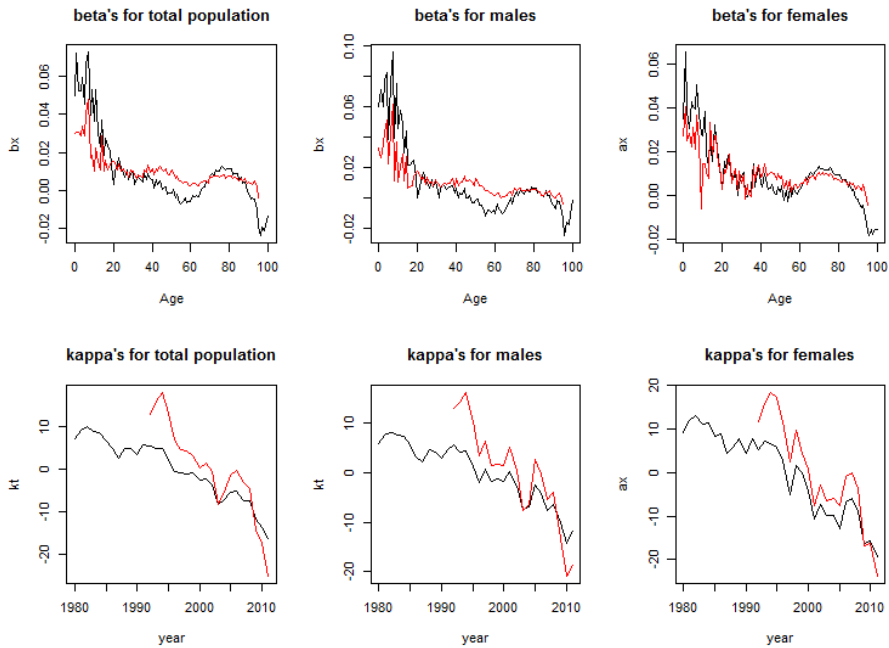 beta's for total population
beta's for males
beta's for females
bx
0.06
0.04
0.02
0.00
-0.02
0 20 40 60 80 100
Age
bx
0.10
0.06
0.02
-0.02
0 20 40 60 80 100
Age
ax
0.06
0.04
0.02
0.00
-0.02
0 20 40 60 80 100
Age
kappa's for total population
kappa's for males
kappa's for females
kt
10
0
-10
-20
1980 1990 2000 2010
year
kt
10
0
-10
-20
1980 1990 2000 2010
year
ax
20
10
0
-10
-20
1980 1990 2000 2010
year